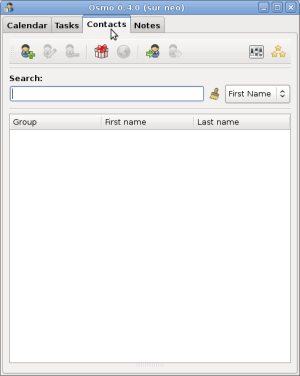 Osmo 0.4.0 (sur neo)
Calendar Tasks Contacts Notes
Search:
First Name
Group First name Last name